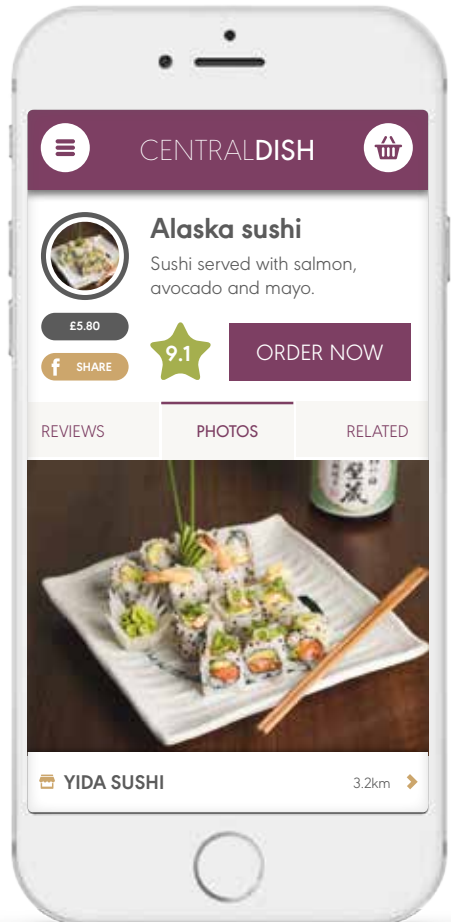 CENTRALDISH
Alaska sushi
Sushi served with salmon,
avocado and mayo.
£5.80
f SHARE
9.1
ORDER NOW
REVIEWS
PHOTOS
RELATED
YIDA SUSHI
3.2km